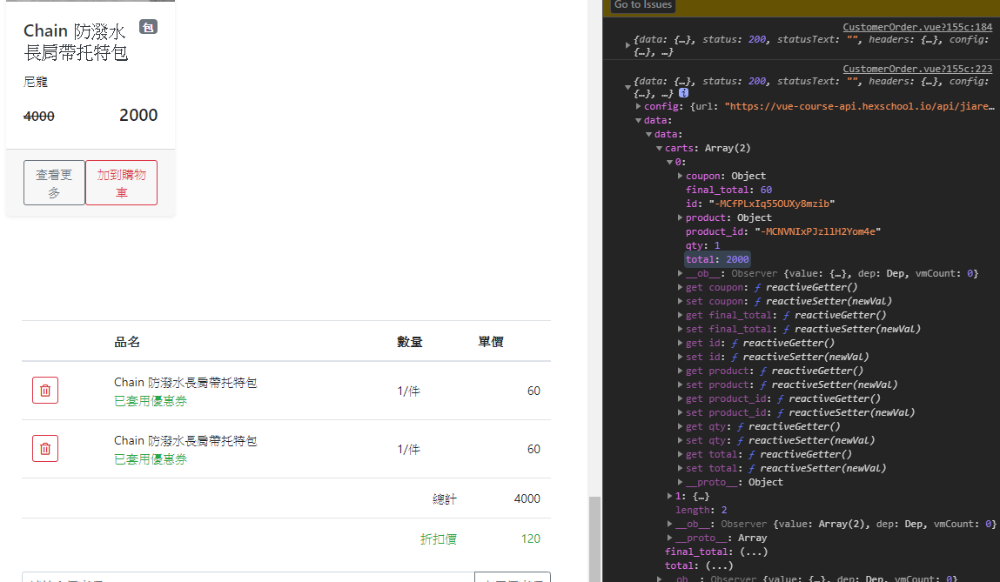 Chain 防潑水 包
長肩帶托特包
尼龍
4000 2000
查看更
多
加到購物
車
品名 數量 單價
Chain 防潑水長肩帶托特包 1/件 60
已套用優惠券
Chain 防潑水長肩帶托特包 1/件 60
已套用優惠券
總計 4000
折扣價 120
Go to Issues
CustomerOrder.vue?155c:184
{data: {…}, status: 200, statusText: "", headers: {…}, config:
{…}, …}
CustomerOrder.vue?155c:223
{data: {…}, status: 200, statusText: "", headers: {…}, config:
{…}, …} i
config: {url: "https://vue-course-api.hexschool.io/api/jiare…
data:
data:
carts: Array(2)
0:
coupon: Object
final_total: 60
id: "-MCfPLxIq55OUXy8mzib"
product: Object
product_id: "-MCNVNIxPJzl1H2Yom4e"
qty: 1
total: 2000
__ob__: Observer {value: {…}, dep: Dep, vmCount: 0}
get coupon: ƒ reactiveGetter()
set coupon: ƒ reactiveSetter(newVal)
get final_total: ƒ reactiveGetter()
set final_total: ƒ reactiveSetter(newVal)
get id: ƒ reactiveGetter()
set id: ƒ reactiveSetter(newVal)
get product: ƒ reactiveGetter()
set product: ƒ reactiveSetter(newVal)
get product_id: ƒ reactiveGetter()
set product_id: ƒ reactiveSetter(newVal)
get qty: ƒ reactiveGetter()
set qty: ƒ reactiveSetter(newVal)
get total: ƒ reactiveGetter()
set total: ƒ reactiveSetter(newVal)
__proto__: Object
1: {…}
length: 2
__ob__: Observer {value: Array(2), dep: Dep, vmCount: 0}
__proto__: Array
final_total: (...)
total: (...)
__ob__: Observer {value: {…}, dep: Dep, vmCount: 0}